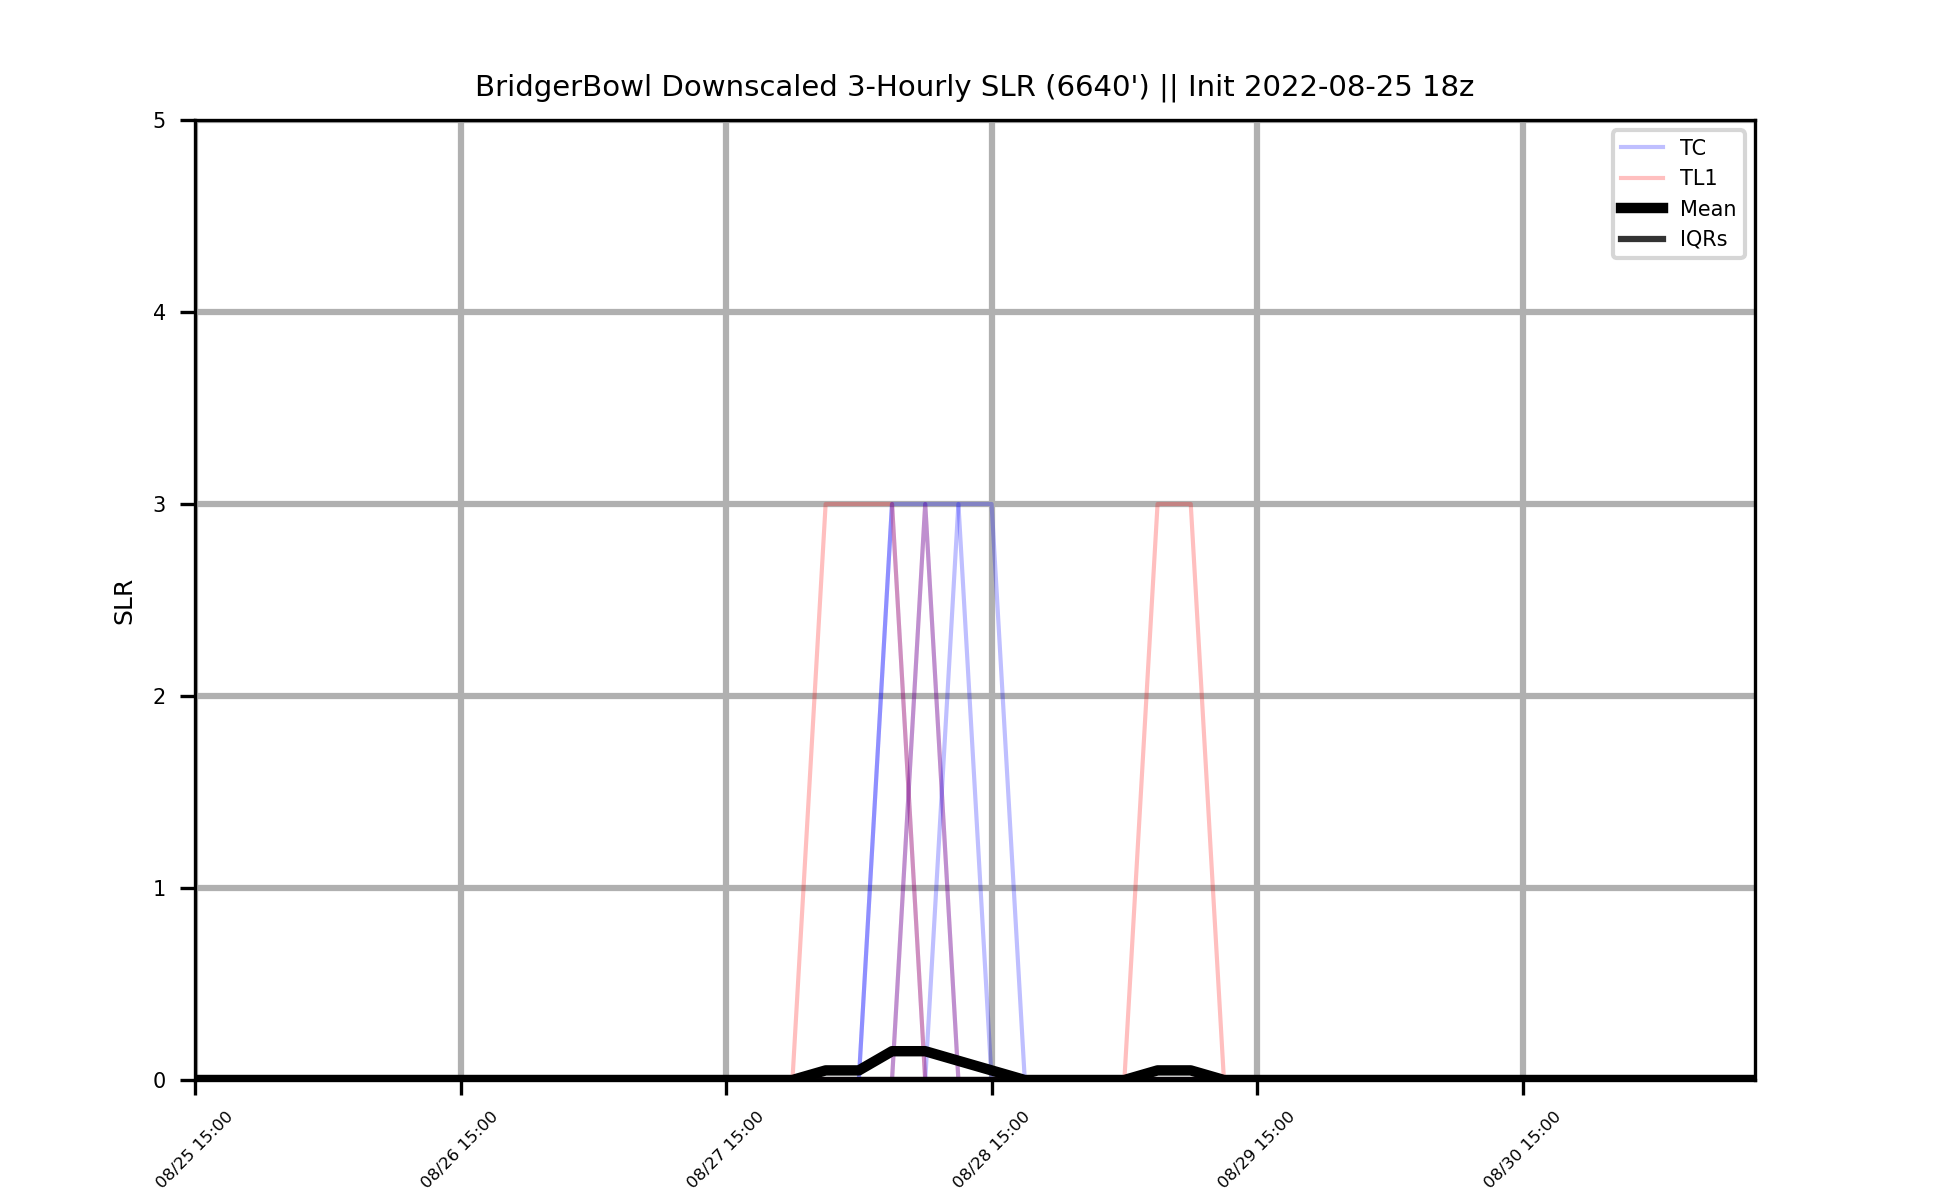 BridgerBowl Downscaled 3-Hourly SLR (6640') || Init 2022-08-25 18z
5
4
3
2
1
0
SLR
TC
TL1
Mean
IQRs
08/25 15:00
08/26 15:00
08/27 15:00
08/28 15:00
08/29 15:00
08/30 15:00